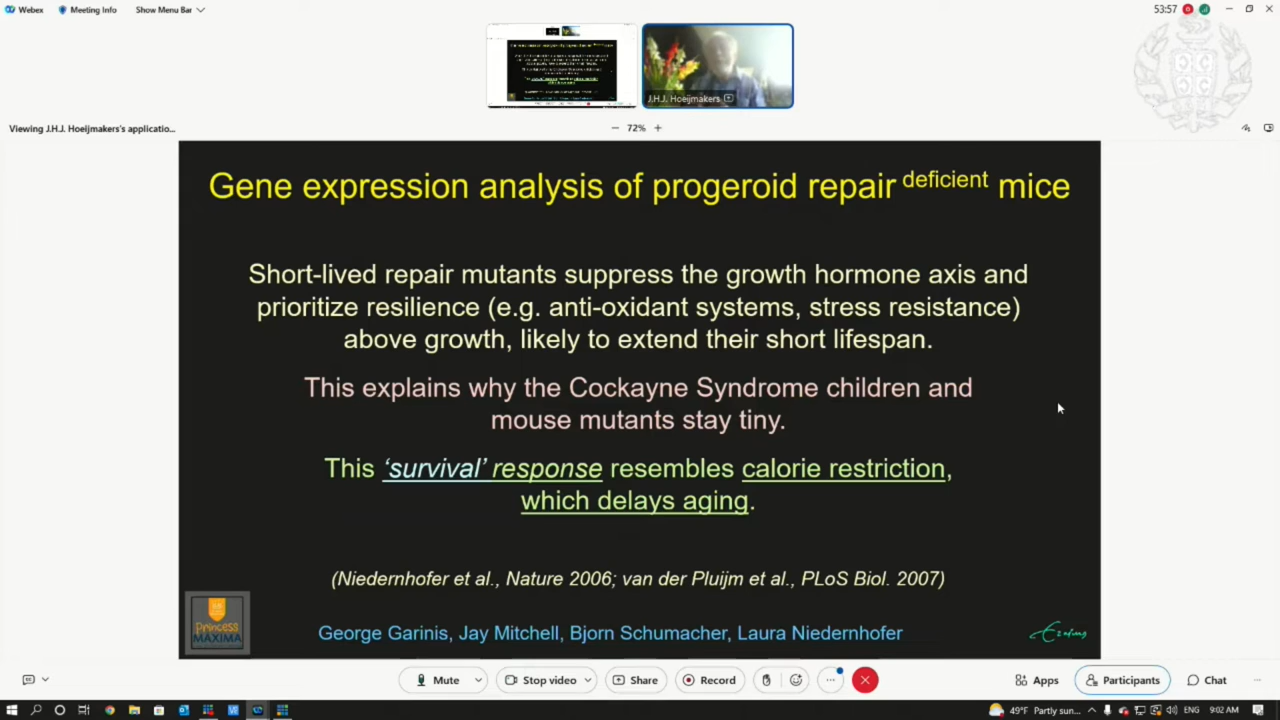 Webex
Meeting Info
Show Menu Bar
53:57
J.H.J. Hoeijmakers
Viewing J.H.J. Hoeijmakers's applicatio...
72%
Gene expression analysis of progeroid repair deficient mice
Short-lived repair mutants suppress the growth hormone axis and
prioritize resilience (e.g. anti-oxidant systems, stress resistance)
above growth, likely to extend their short lifespan.
This explains why the Cockayne Syndrome children and
mouse mutants stay tiny.
This ‘survival’ response resembles calorie restriction,
which delays aging.
(Niedernhofer et al., Nature 2006; van der Pluijm et al., PLoS Biol. 2007)
Princess
MÁXIMA
George Garinis, Jay Mitchell, Bjorn Schumacher, Laura Niedernhofer
Erasmus
Mute
Stop video
Share
Record
Apps
Participants
Chat
49°F Partly sun...
ENG
9:02 AM